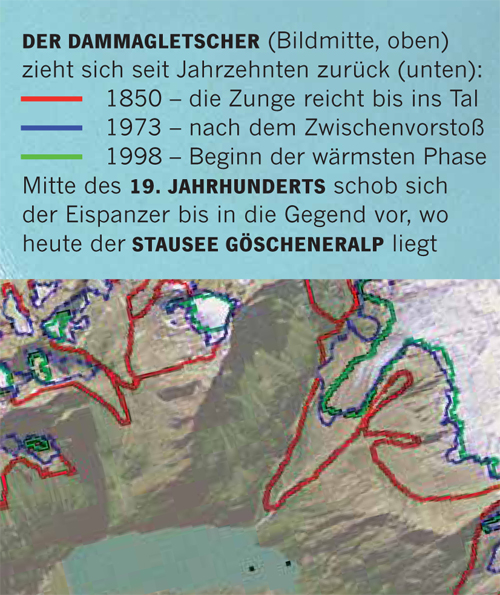 DER DAMMAGLETSCHER (Bildmitte, oben)
zieht sich seit Jahrzehnten zurück (unten):
1850 – die Zunge reicht bis ins Tal
1973 – nach dem Zwischenvorstoß
1998 – Beginn der wärmsten Phase
Mitte des 19. JAHRHUNDERTS schob sich
der Eispanzer bis in die Gegend vor, wo
heute der STAUSEE GÖSCHENERALP liegt